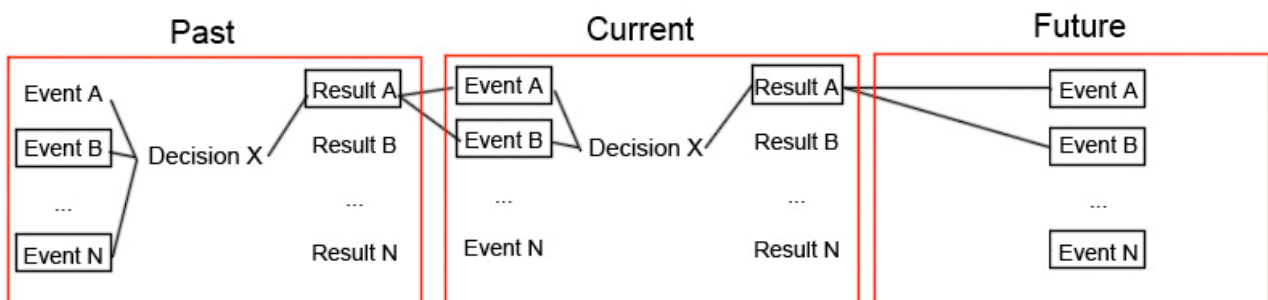 Past
Current
Future
Event A
Event B
...
Event N
Decision X
Result A
Result B
...
Result N
Event A
Event B
...
Event N
Decision X
Result A
Result B
...
Result N
Event A
Event B
...
Event N